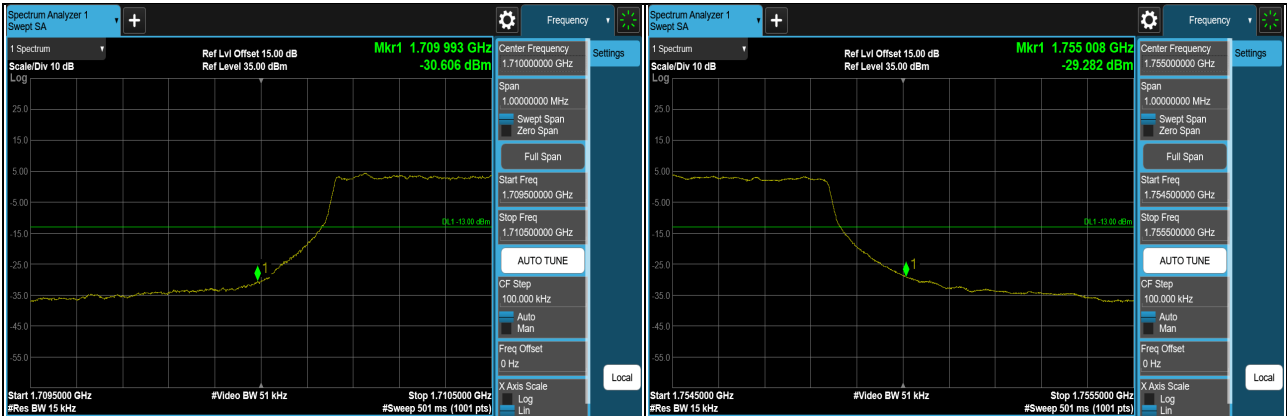 Spectrum Analyzer 1
Swept SA
+
Frequency
1 Spectrum
Scale/Div 10 dB
Log
Ref Lvl Offset 15.00 dB
Ref Level 35.00 dBm
Mkr1 1.709 993 GHz
-30.606 dBm
25.0
15.0
5.00
-5.00
-15.0
-25.0
-35.0
-45.0
-55.0
DL1 -13.00 dBm
1
Start 1.7095000 GHz
#Res BW 15 kHz
#Video BW 51 kHz
Stop 1.7105000 GHz
#Sweep 501 ms (1001 pts)
Center Frequency
1.710000000 GHz
Settings
Span
1.00000000 MHz
Swept Span
Zero Span
Full Span
Start Freq
1.709500000 GHz
Stop Freq
1.710500000 GHz
AUTO TUNE
CF Step
100.000 kHz
Auto
Man
Freq Offset
0 Hz
X Axis Scale
Log
Lin
Local
Spectrum Analyzer 1
Swept SA
+
Frequency
1 Spectrum
Scale/Div 10 dB
Log
Ref Lvl Offset 15.00 dB
Ref Level 35.00 dBm
Mkr1 1.755 008 GHz
-29.282 dBm
25.0
15.0
5.00
-5.00
-15.0
-25.0
-35.0
-45.0
-55.0
DL1 -13.00 dBm
1
Start 1.7545000 GHz
#Res BW 15 kHz
#Video BW 51 kHz
Stop 1.7555000 GHz
#Sweep 501 ms (1001 pts)
Center Frequency
1.755000000 GHz
Settings
Span
1.00000000 MHz
Swept Span
Zero Span
Full Span
Start Freq
1.754500000 GHz
Stop Freq
1.755500000 GHz
AUTO TUNE
CF Step
100.000 kHz
Auto
Man
Freq Offset
0 Hz
X Axis Scale
Log
Lin
Local